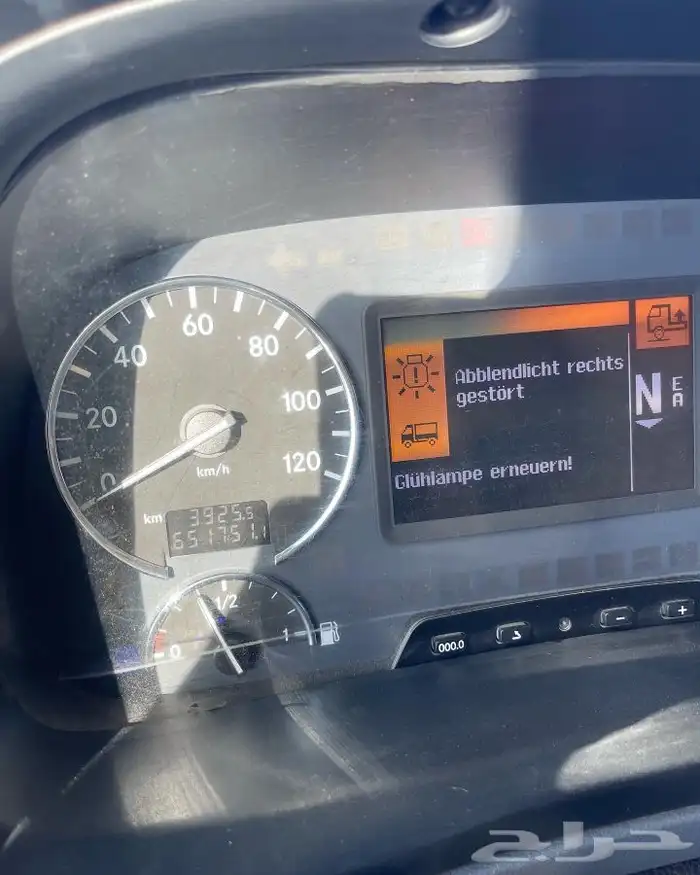 0
20
40
60
80
100
120
km/h
km
3925.5
651751.1
0
1/2
1
Abblendlicht rechts
gestört
Glühlampe erneuern!
N
E
A
000.0
-
+
حراج